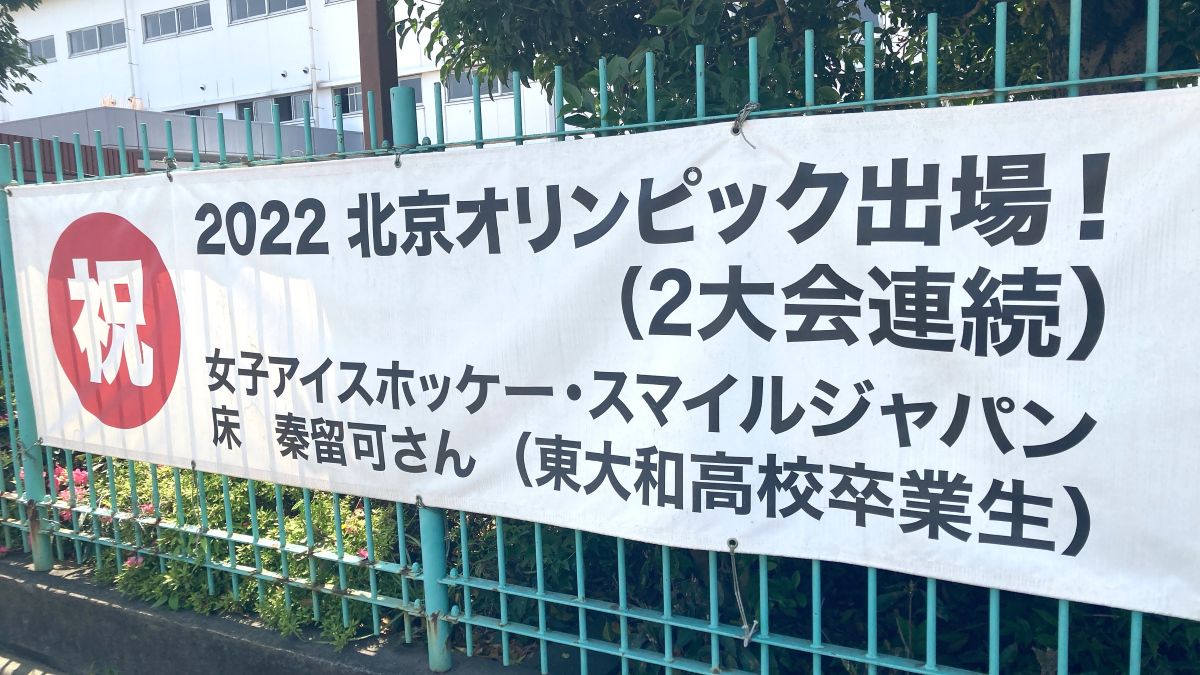 祝
2022 北京オリンピック出場！
（2大会連続）
女子アイスホッケー・スマイルジャパン
床　秦留可さん（東大和高校卒業生）